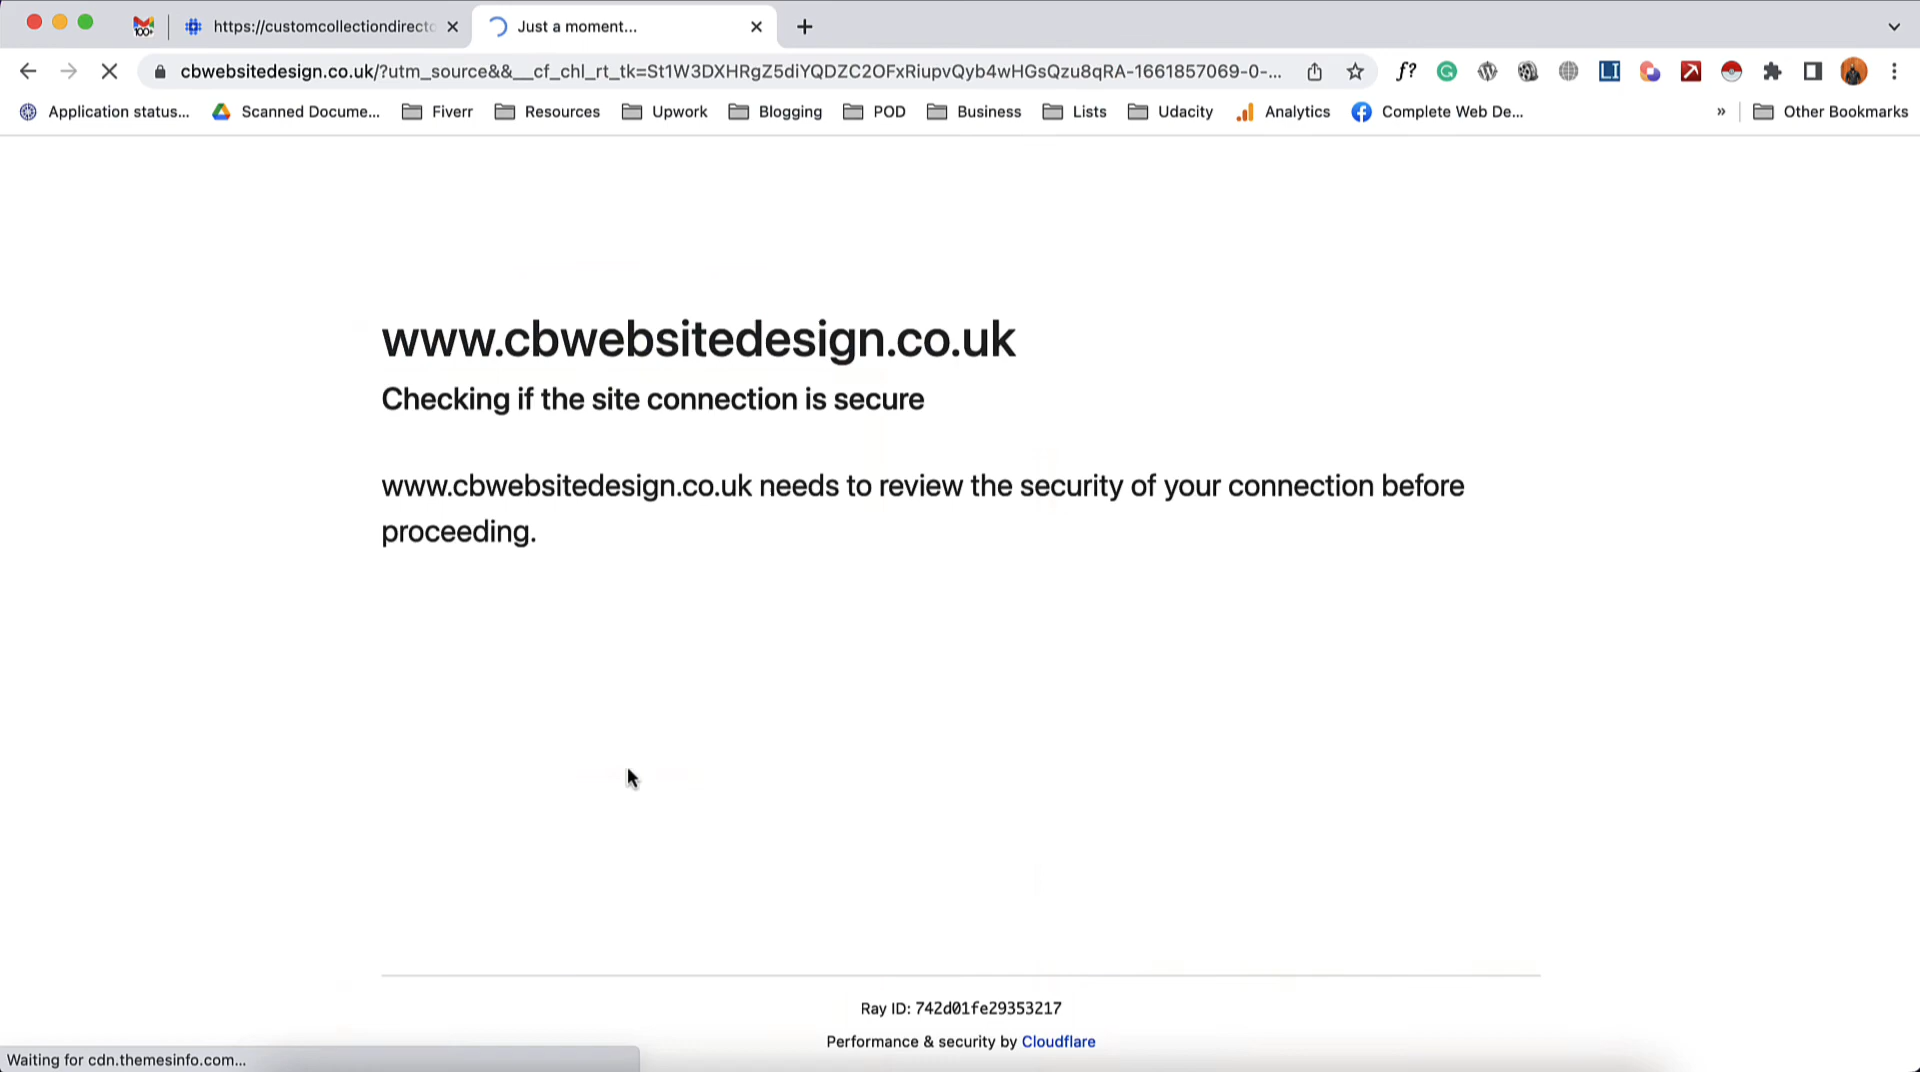 100+
https://customcollectiondirecto
Just a moment...
cbwebsitedesign.co.uk/?utm_source&&__cf_chl_rt_tk=St1W3DXHRgZ5diYQDZC2OFxRiupvQyb4wHGsQzu8qRA-1661857069-0-...
f?
LI
Application status...
Scanned Docume...
Fiverr
Resources
Upwork
Blogging
POD
Business
Lists
Udacity
Analytics
Complete Web De...
»
Other Bookmarks
www.cbwebsitedesign.co.uk
Checking if the site connection is secure
www.cbwebsitedesign.co.uk needs to review the security of your connection before
proceeding.
Ray ID: 742d01fe29353217
Performance & security by Cloudflare
Waiting for cdn.themesinfo.com...